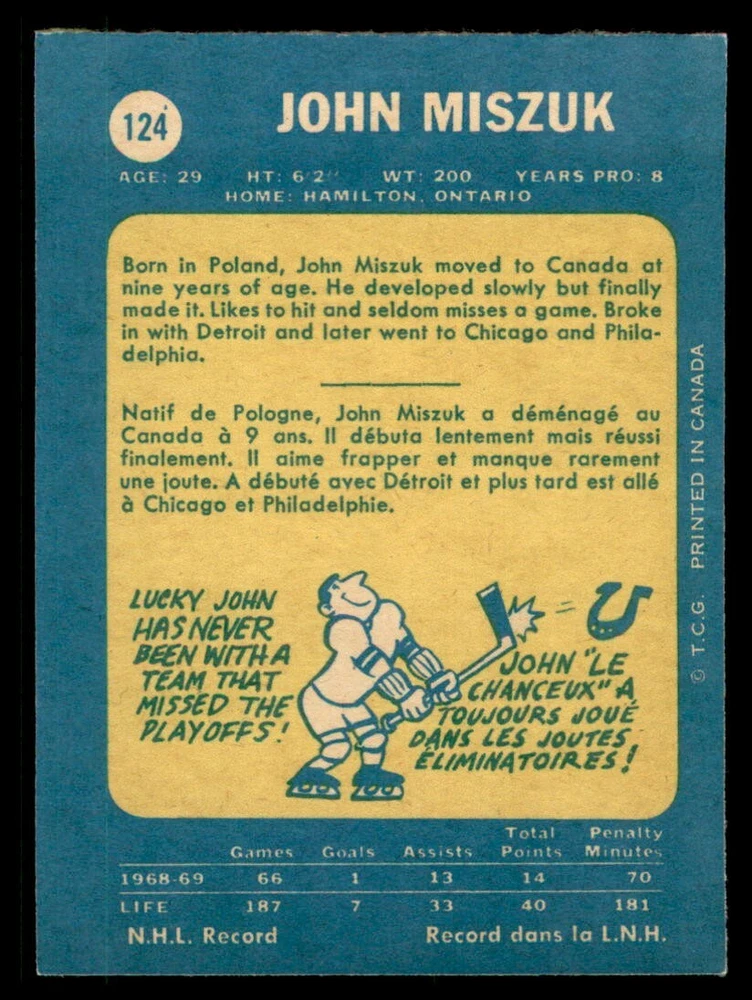 124
JOHN MISZUK
AGE: 29 HT: 6'2" WT: 200 YEARS PRO: 8
HOME: HAMILTON, ONTARIO
Born in Poland, John Miszuk moved to Canada at
nine years of age. He developed slowly but finally
made it. Likes to hit and seldom misses a game. Broke
in with Detroit and later went to Chicago and Phila-
delphia.
Natif de Pologne, John Miszuk a déménagé au
Canada à 9 ans. Il débuta lentement mais réussi
finalement. Il aime frapper et manque rarement
une joute. A débuté avec Détroit et plus tard est allé
à Chicago et Philadelphie.
LUCKY JOHN
HAS NEVER
BEEN WITH A
TEAM THAT
MISSED THE
PLAYOFFS!
JOHN "LE
CHANCEUX" A
TOUJOURS JOUÉ
DANS LES JOUTES
ÉLIMINATOIRES!
© T.C.G. PRINTED IN CANADA
Games Goals Assists Total Points Penalty Minutes
1968-69 66 1 13 14 70
LIFE 187 7 33 40 181
N.H.L. Record Record dans la L.N.H.